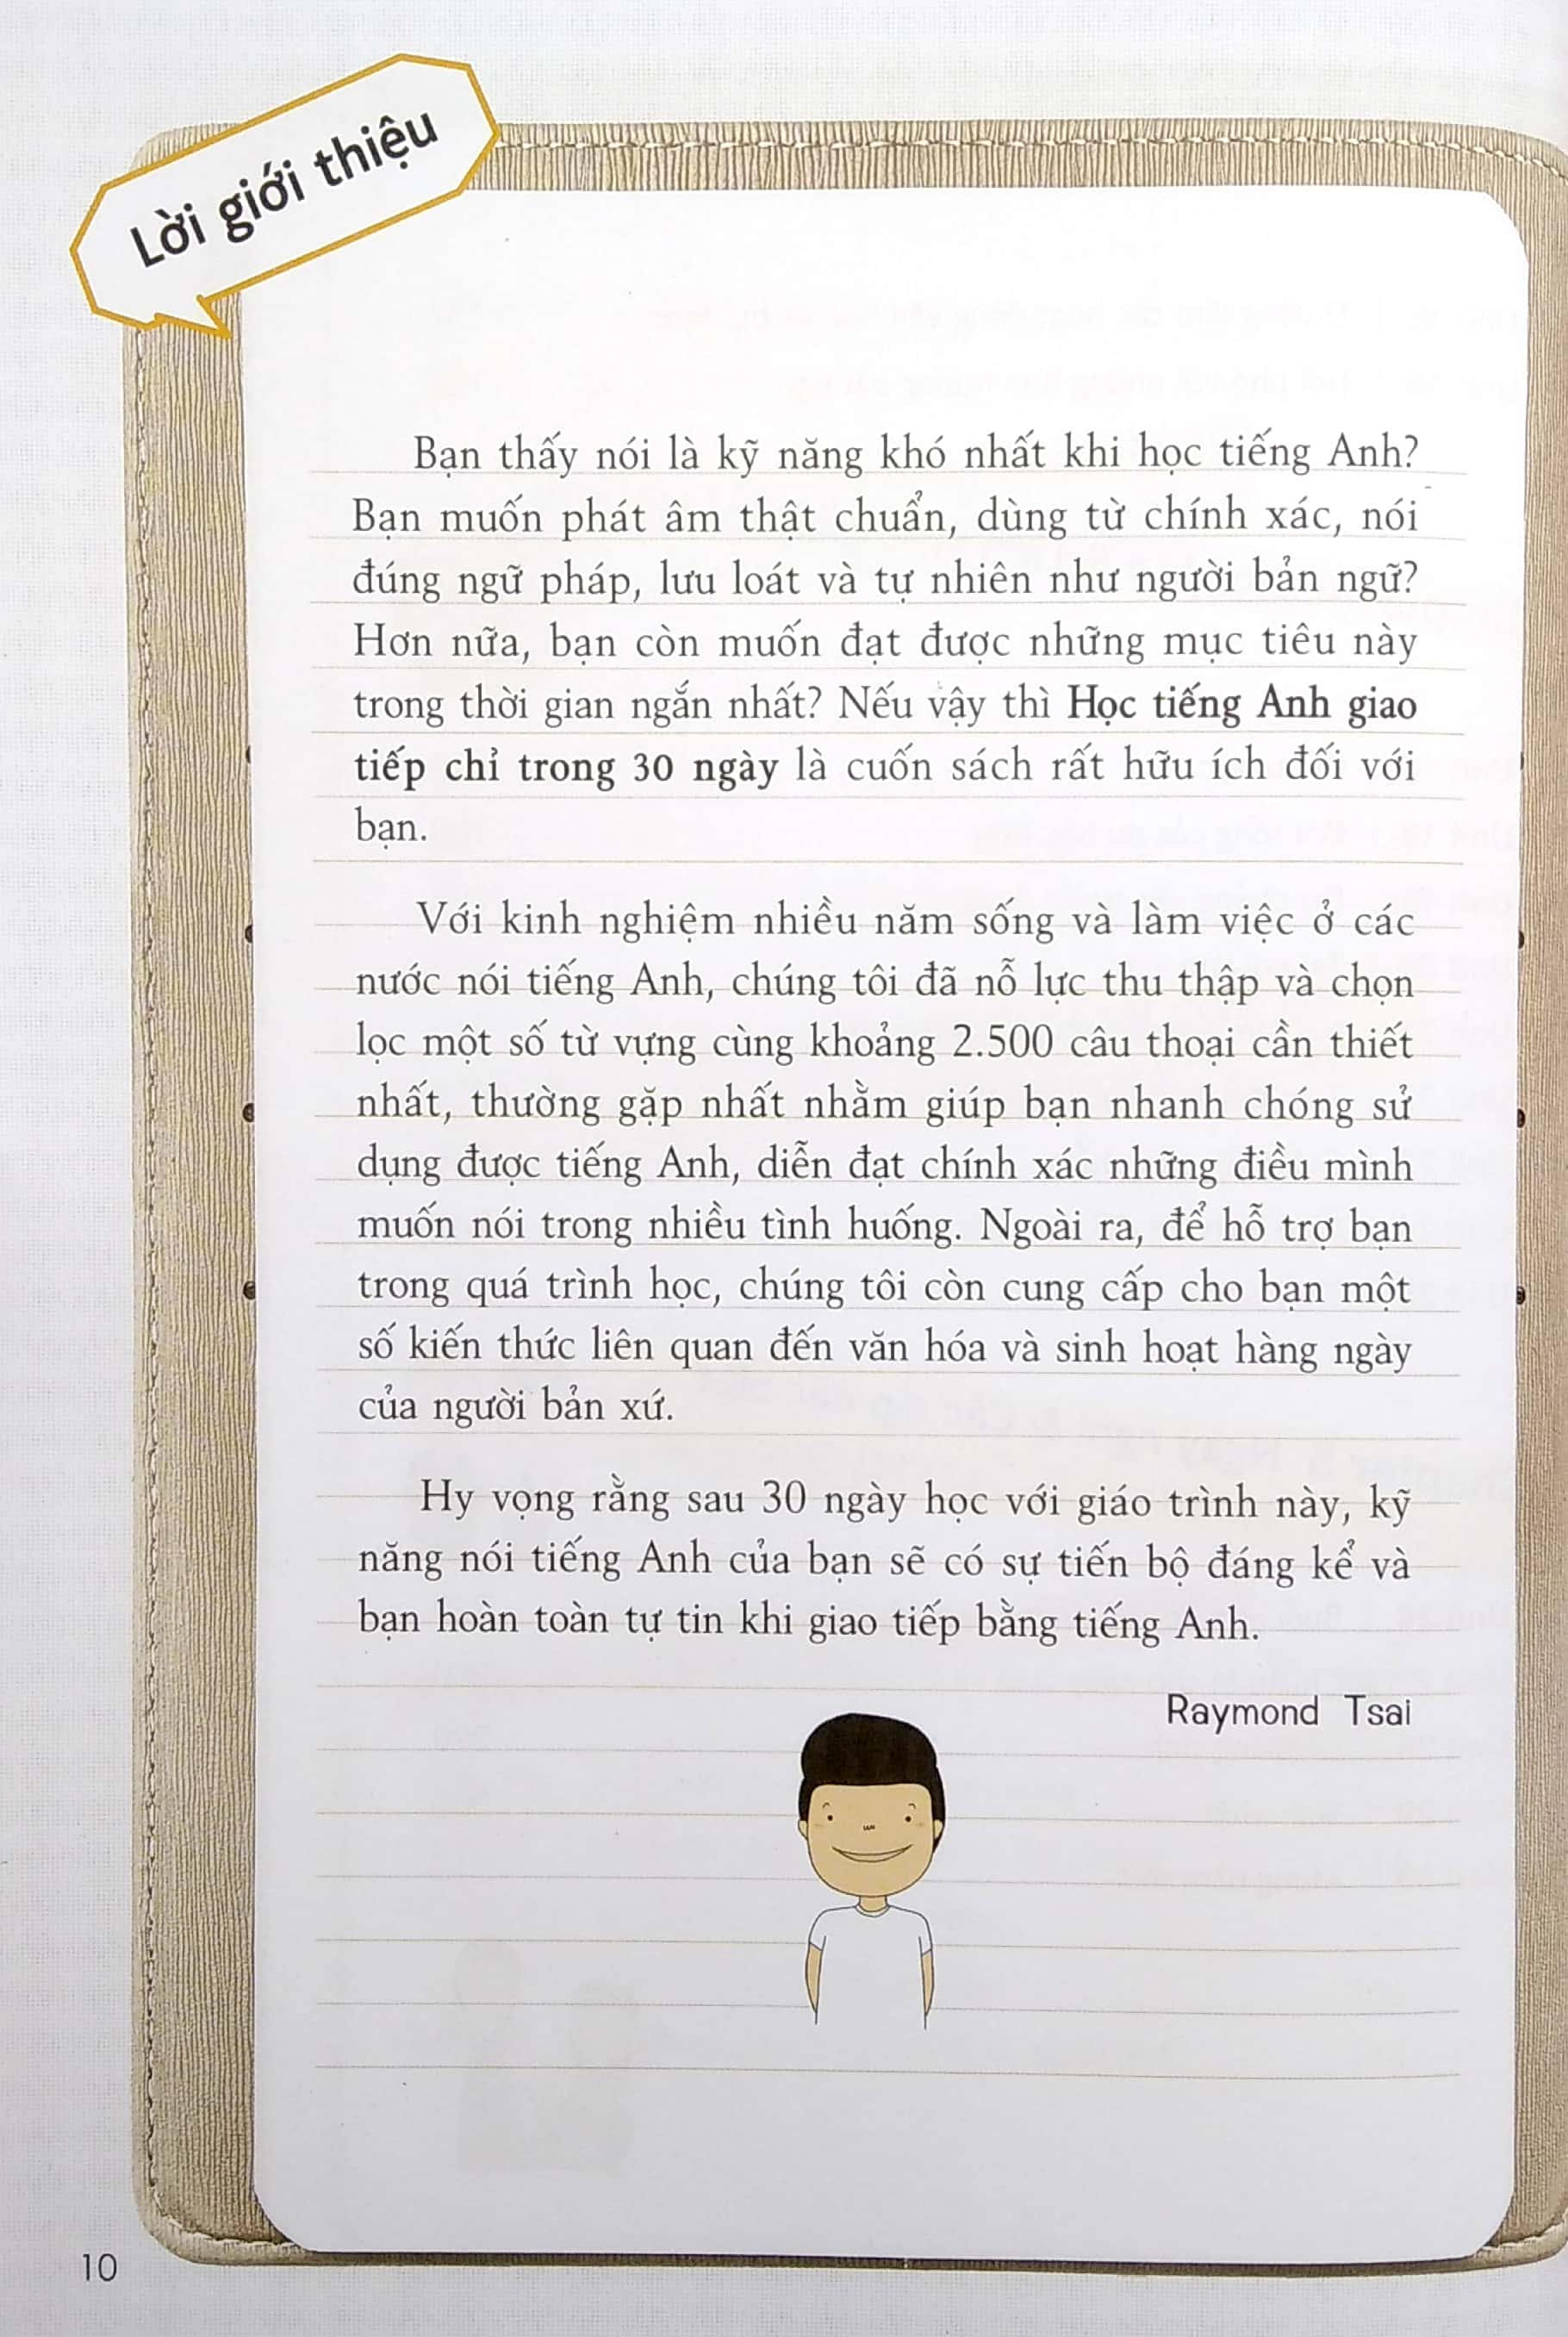 Lời giới thiệu
Bạn thấy nói là kỹ năng khó nhất khi học tiếng Anh?
Bạn muốn phát âm thật chuẩn, dùng từ chính xác, nói
đúng ngữ pháp, lưu loát và tự nhiên như người bản ngữ?
Hơn nữa, bạn còn muốn đạt được những mục tiêu này
trong thời gian ngắn nhất? Nếu vậy thì Học tiếng Anh giao
tiếp chỉ trong 30 ngày là cuốn sách rất hữu ích đối với
bạn.
Với kinh nghiệm nhiều năm sống và làm việc ở các
nước nói tiếng Anh, chúng tôi đã nỗ lực thu thập và chọn
lọc một số từ vựng cùng khoảng 2.500 câu thoại cần thiết
nhất, thường gặp nhất nhằm giúp bạn nhanh chóng sử
dụng được tiếng Anh, diễn đạt chính xác những điều mình
muốn nói trong nhiều tình huống. Ngoài ra, để hỗ trợ bạn
trong quá trình học, chúng tôi còn cung cấp cho bạn một
số kiến thức liên quan đến văn hóa và sinh hoạt hàng ngày
của người bản xứ.
Hy vọng rằng sau 30 ngày học với giáo trình này, kỹ
năng nói tiếng Anh của bạn sẽ có sự tiến bộ đáng kể và
bạn hoàn toàn tự tin khi giao tiếp bằng tiếng Anh.
Raymond Tsai
10